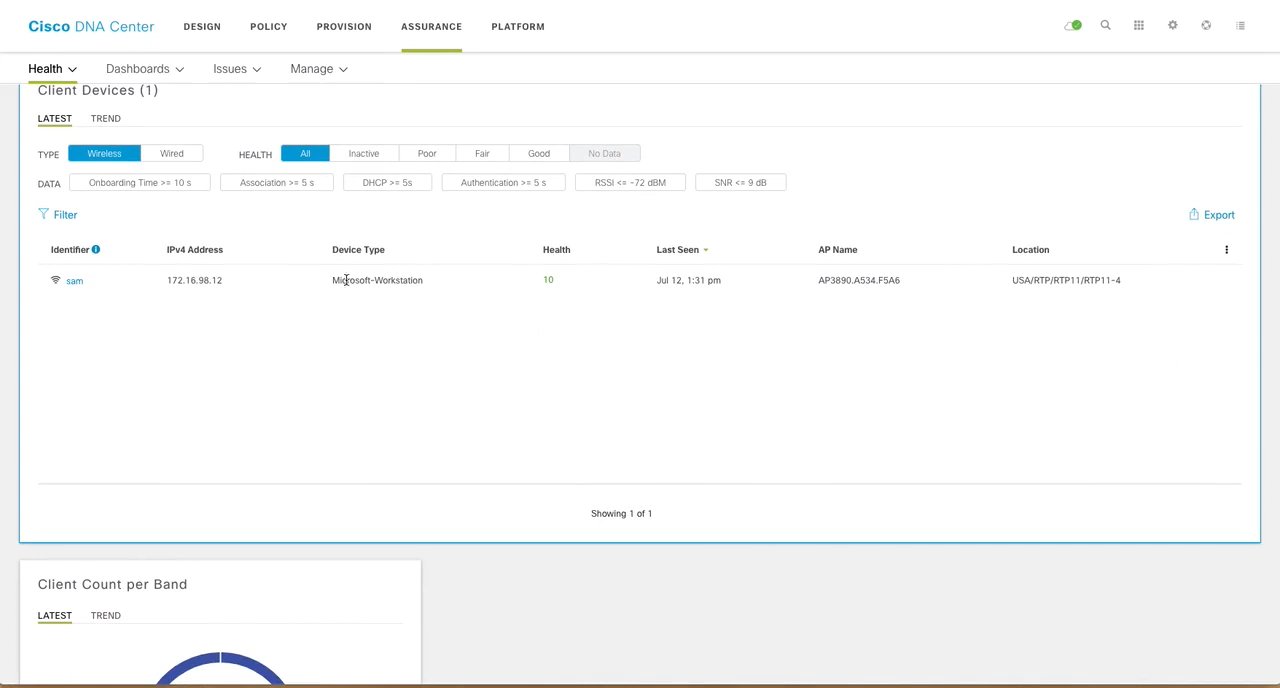 Cisco DNA Center DESIGN POLICY PROVISION ASSURANCE PLATFORM
Health Dashboards Issues Manage
Client Devices (1)
LATEST TREND
TYPE Wireless Wired HEALTH All Inactive Poor Fair Good No Data
DATA Onboarding Time >= 10 s Association >= 5 s DHCP >= 5s Authentication >= 5 s RSSI <= -72 dBM SNR <= 9 dB
Filter Export
Identifier IPv4 Address Device Type Health Last Seen AP Name Location
sam 172.16.98.12 Microsoft-Workstation 10 Jul 12, 1:31 pm AP3890.A534.F5A6 USA/RTP/RTP11/RTP11-4
Showing 1 of 1
Client Count per Band
LATEST TREND